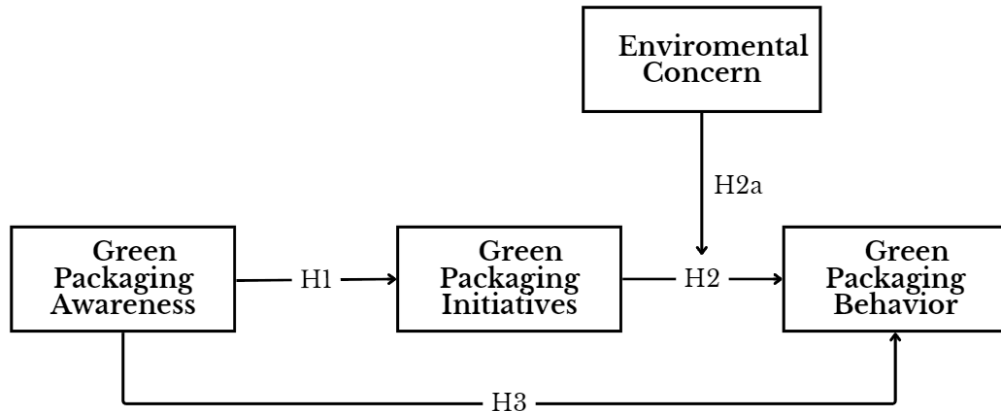 Enviromental
Concern
H2a
Green
Packaging
Awareness
H1
Green
Packaging
Initiatives
H2
Green
Packaging
Behavior
H3